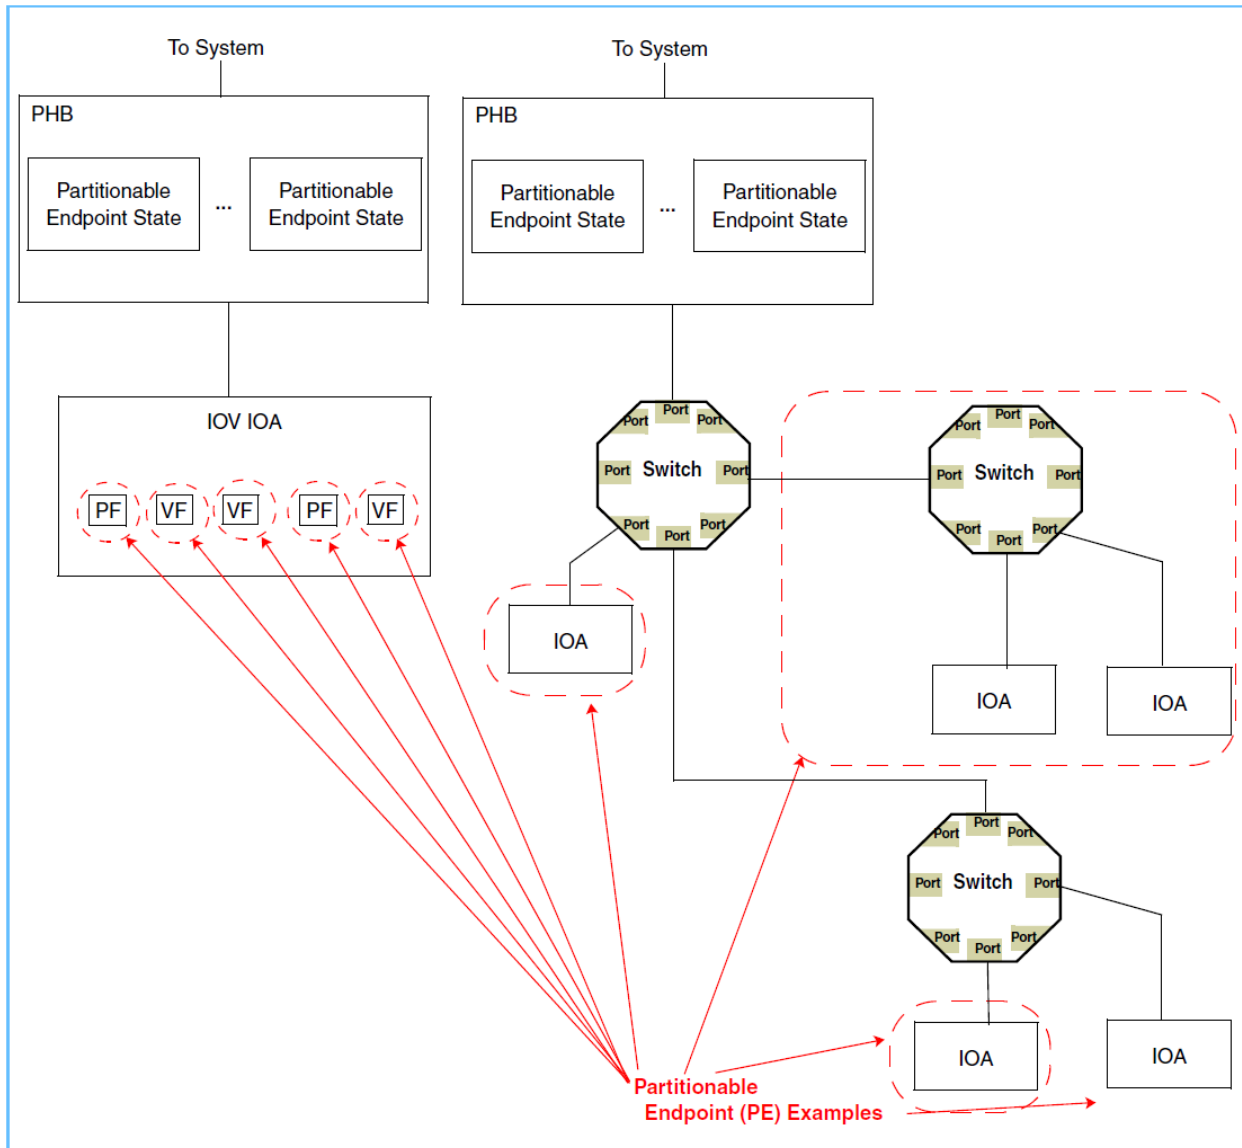 To System
To System
PHB
PHB
Partitionable
Endpoint State
...
Partitionable
Endpoint State
Partitionable
Endpoint State
...
Partitionable
Endpoint State
IOV IOA
PF
VF
VF
PF
VF
Port
Port
Port
Port
Switch
Port
Port
Port
Port
Port
Port
Port
Port
Switch
Port
Port
Port
Port
IOA
IOA
IOA
Port
Port
Port
Port
Switch
Port
Port
Port
Port
IOA
IOA
Partitionable
Endpoint (PE) Examples